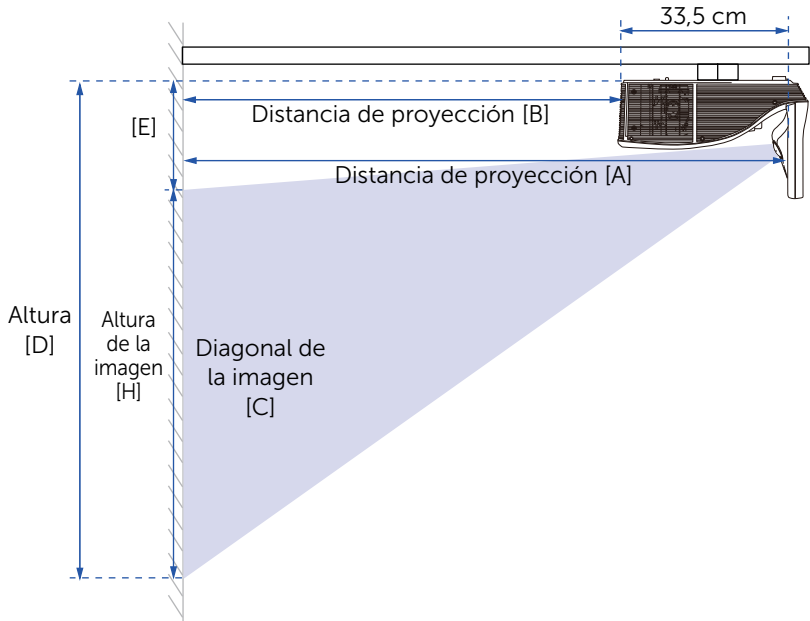 33,5 cm
Distancia de proyección [B]
[E]
Distancia de proyección [A]
Altura
[D]
Altura
de la
imagen
[H]
Diagonal de
la imagen
[C]